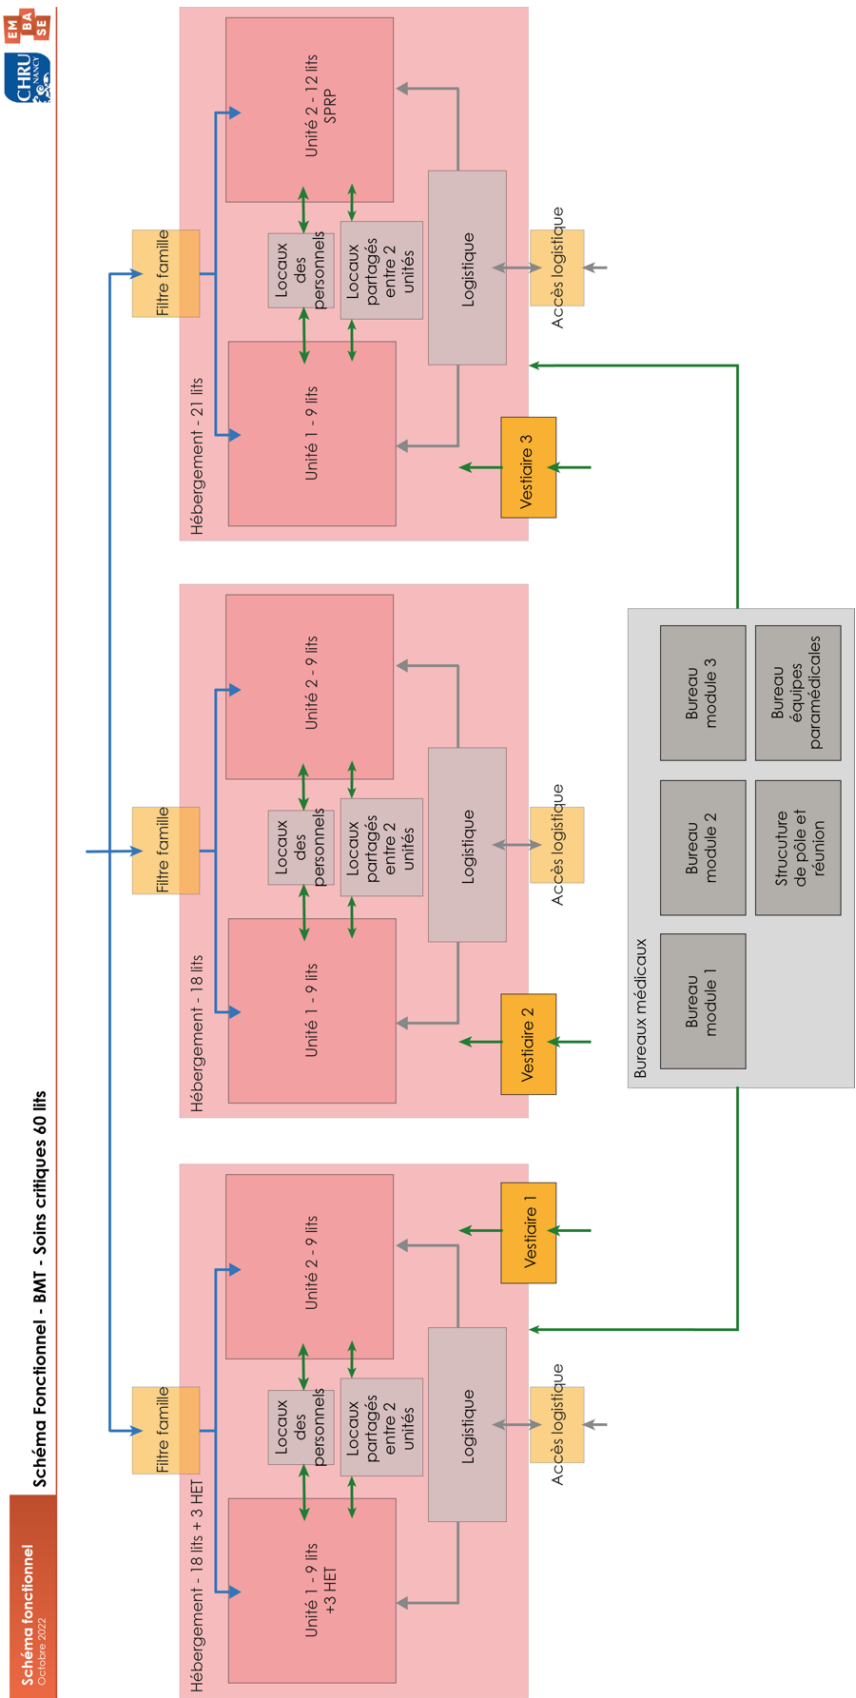 Schéma fonctionnel
Octobre 2022
Schéma Fonctionnel - BMT - Soins critiques 60 lits
CHRU
NANCY
EM
BA
SE
Filtre famille
Filtre famille
Filtre famille
Hébergement - 18 lits + 3 HET
Unité 1 - 9 lits
+3 HET
Locaux
des
personnels
Locaux
partagés
entre 2
unités
Unité 2 - 9 lits
Logistique
Accès logistique
Vestiaire 1
Hébergement - 18 lits
Unité 1 - 9 lits
Locaux
des
personnels
Locaux
partagés
entre 2
unités
Unité 2 - 9 lits
Logistique
Vestiaire 2
Accès logistique
Hébergement - 21 lits
Unité 1 - 9 lits
Locaux
des
personnels
Locaux
partagés
entre 2
unités
Unité 2 - 12 lits
SPRP
Logistique
Vestiaire 3
Accès logistique
Bureaux médicaux
Bureau
module 1
Bureau
module 2
Bureau
module 3
Strucuture
de pôle et
réunion
Bureau
équipes
paramédicales